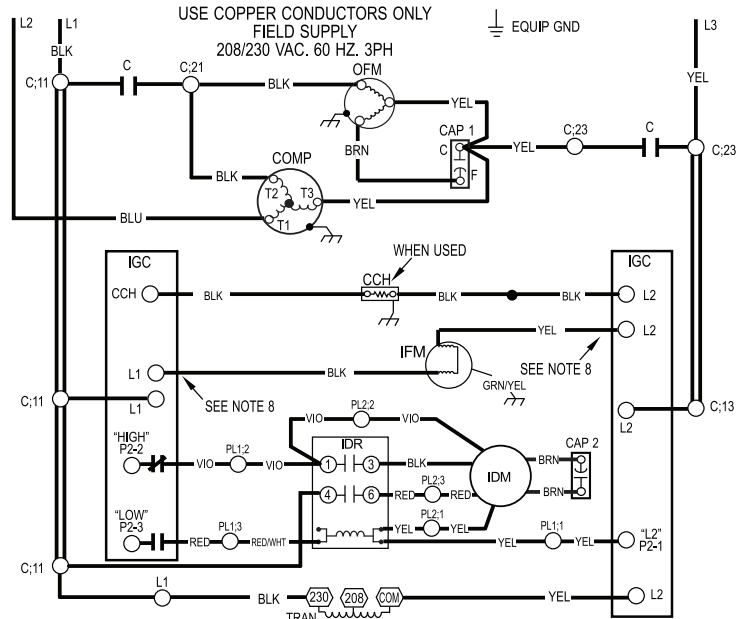 USE COPPER CONDUCTORS ONLY
FIELD SUPPLY
208/230 VAC. 60 HZ. 3PH
EQUIP GND
L2
L1
L3
BLK
YEL
C;11
C
C;21
BLK
OFM
YEL
CAP 1
C
F
YEL
C;23
C
C;23
BRN
COMP
BLK
T2
T3
T1
YEL
BLU
WHEN USED
IGC
IGC
CCH
BLK
CCH
BLK
BLK
L2
YEL
L2
IFM
SEE NOTE 8
L1
BLK
GRN/YEL
C;11
L1
SEE NOTE 8
L2
C;13
PL2;2
VIO
VIO
"HIGH"
P2-2
VIO
PL1;2
VIO
IDR
1
3
BLK
IDM
BRN
CAP 2
BRN
4
6
RED
PL2;3
RED
"LOW"
P2-3
RED
PL1;3
RED/WHT
YEL
PL2;1
YEL
YEL
PL1;1
YEL
"L2"
P2-1
C;11
L1
BLK
230
208
COM
YEL
L2
TRAN